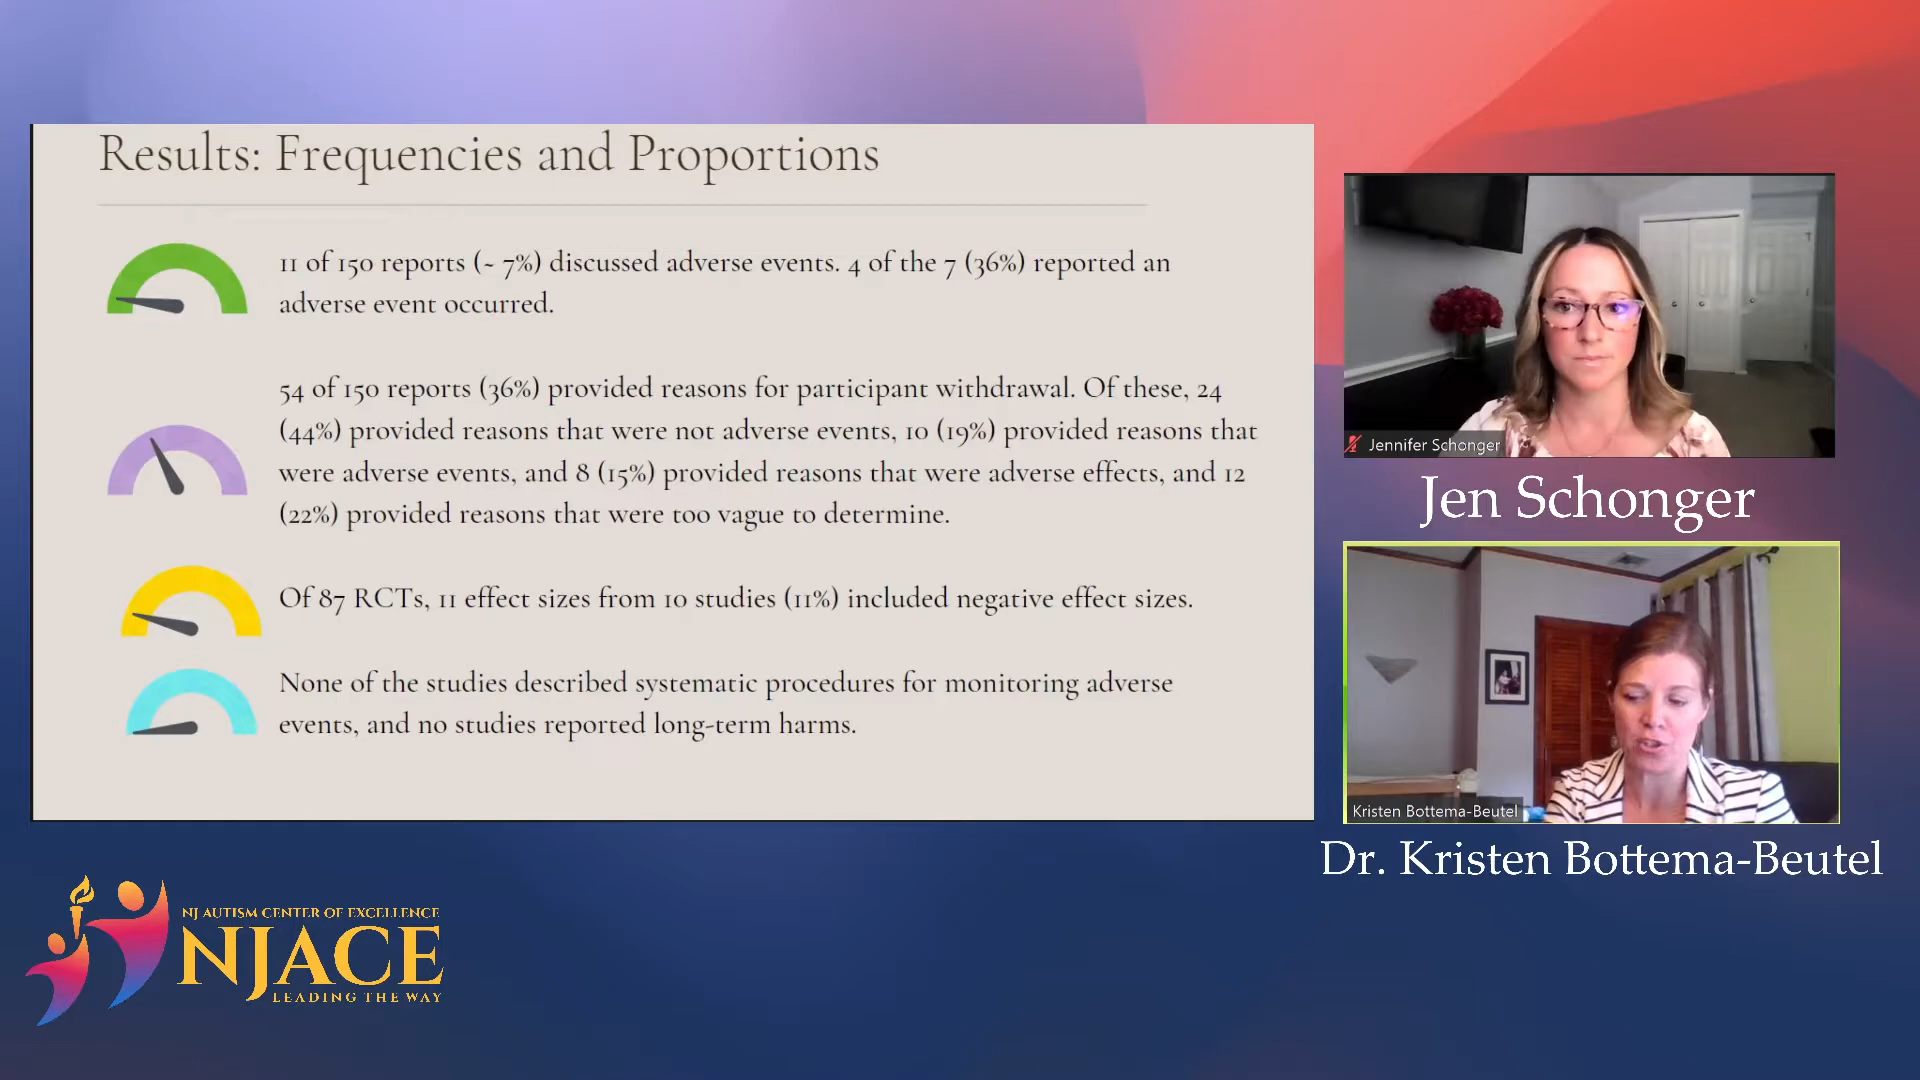 Results: Frequencies and Proportions
11 of 150 reports (~ 7%) discussed adverse events. 4 of the 7 (36%) reported an
adverse event occurred.
54 of 150 reports (36%) provided reasons for participant withdrawal. Of these, 24
(44%) provided reasons that were not adverse events, 10 (19%) provided reasons that
were adverse events, and 8 (15%) provided reasons that were adverse effects, and 12
(22%) provided reasons that were too vague to determine.
Of 87 RCTs, 11 effect sizes from 10 studies (11%) included negative effect sizes.
None of the studies described systematic procedures for monitoring adverse
events, and no studies reported long-term harms.
Jennifer Schonger
Jen Schonger
Kristen Bottema-Beutel
Dr. Kristen Bottema-Beutel
NJ AUTISM CENTER OF EXCELLENCE
NJACE
LEADING THE WAY